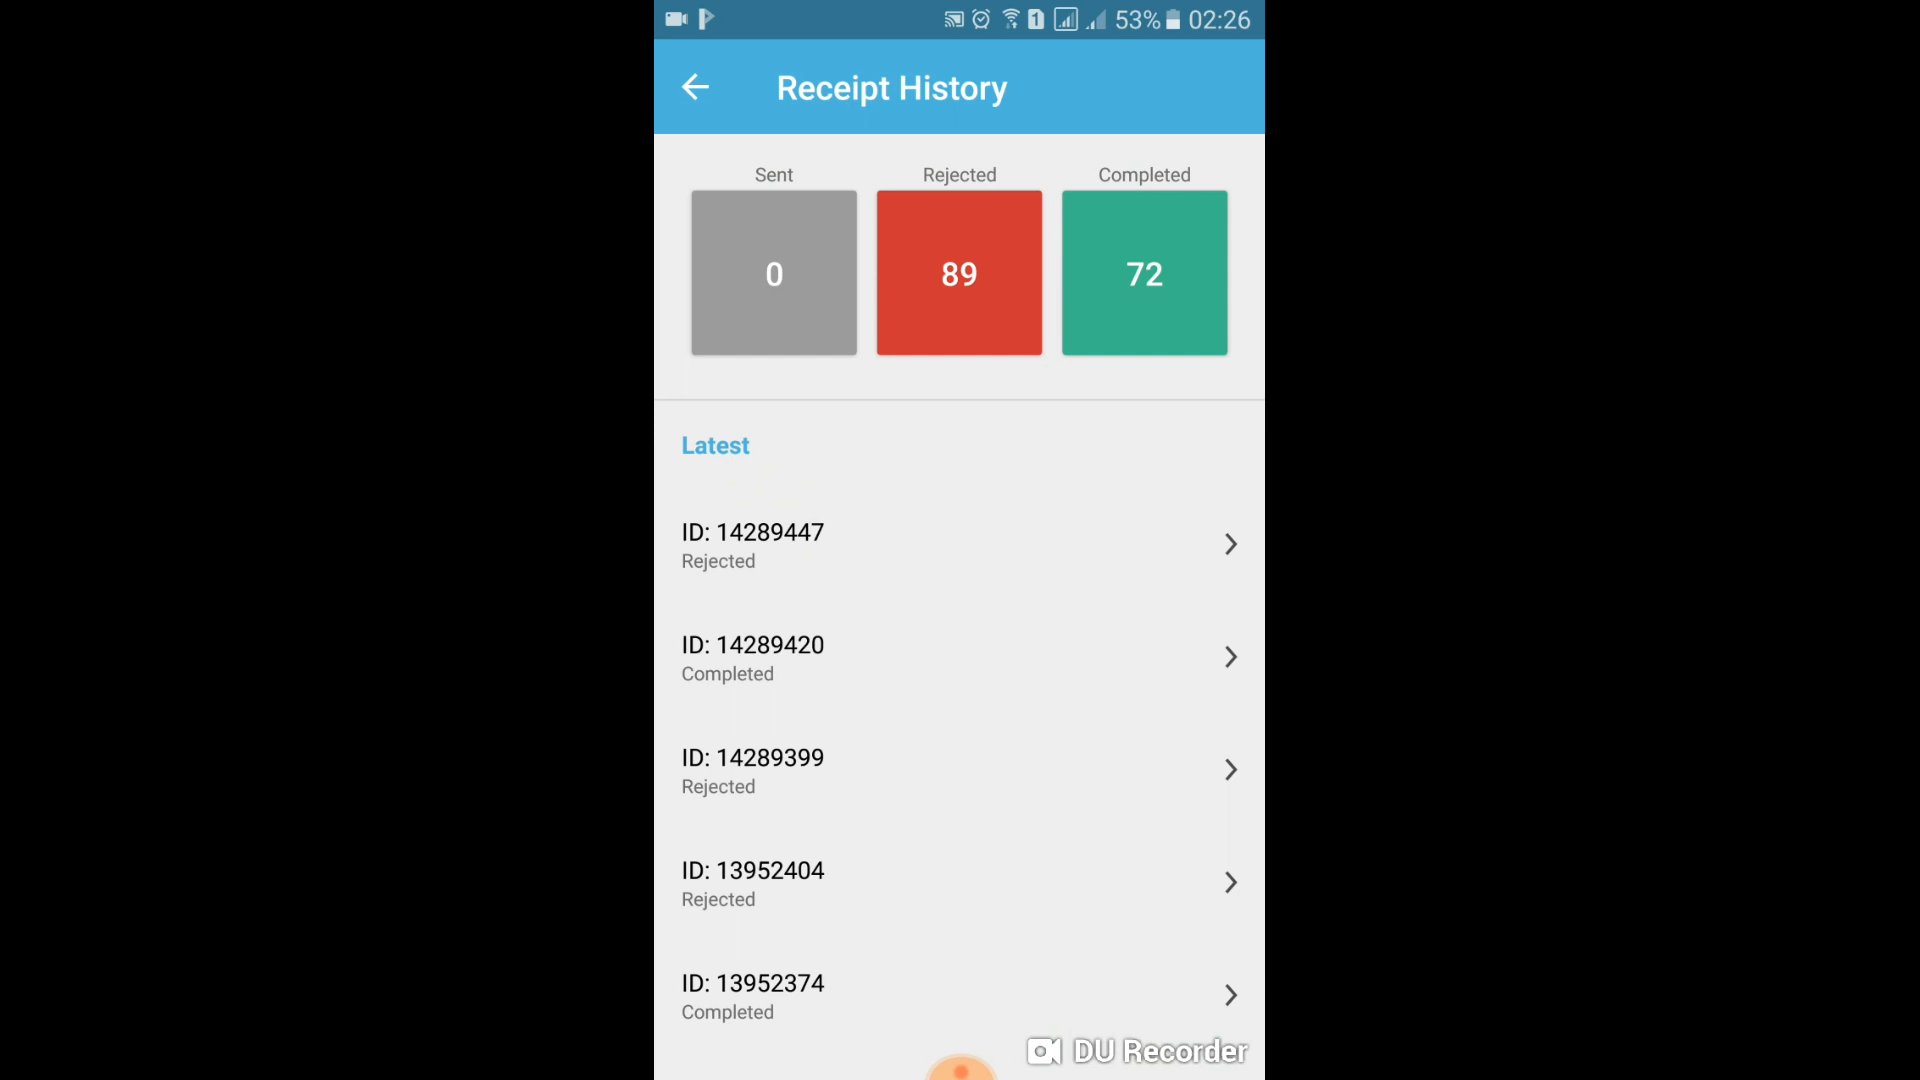 1 53% 02:26
Receipt History
Sent Rejected Completed
0 89 72
Latest
ID: 14289447
Rejected
ID: 14289420
Completed
ID: 14289399
Rejected
ID: 13952404
Rejected
ID: 13952374
Completed
DU Recorder